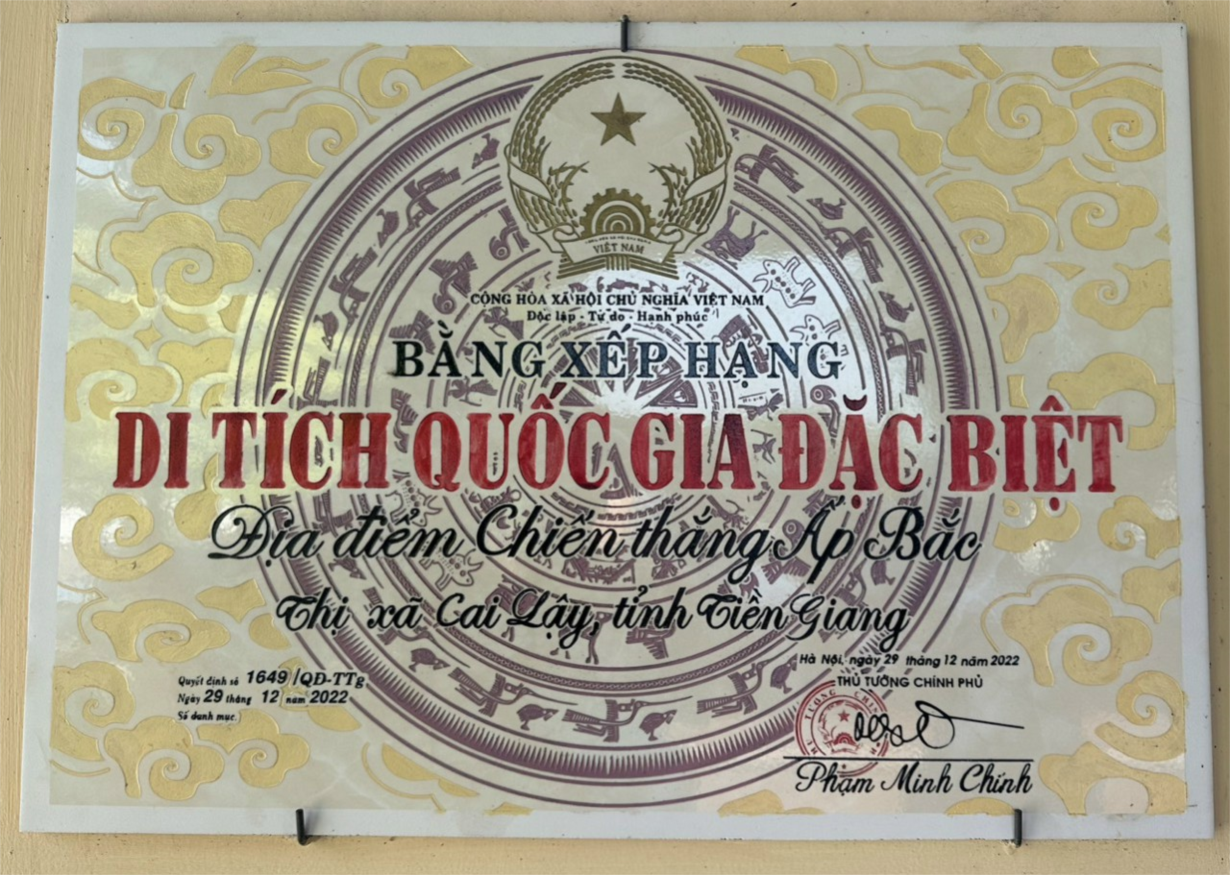 VIỆT NAM
CỘNG HÒA XÃ HỘI CHỦ NGHĨA VIỆT NAM
Độc lập - Tự do - Hạnh phúc
BẰNG XẾP HẠNG
DI TÍCH QUỐC GIA ĐẶC BIỆT
Địa điểm Chiến thắng Ấp Bắc
Thị xã Cai Lậy, tỉnh Tiền Giang
Hà Nội, ngày 29 tháng 12 năm 2022
THỦ TƯỚNG CHÍNH PHỦ
Phạm Minh Chính
Quyết định số 1649/QĐ-TTg
Ngày 29 tháng 12 năm 2022
Số danh mục: